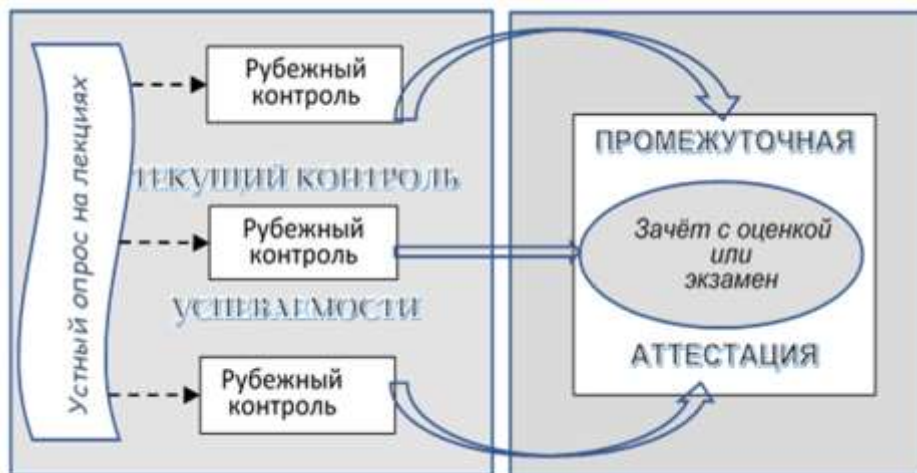 Устный опрос на лекциях
Рубежный
контроль
ТЕКУЩИЙ КОНТРОЛЬ
Рубежный
контроль
УСПЕВАЕМОСТИ
Рубежный
контроль
ПРОМЕЖУТОЧНАЯ
Зачёт с оценкой
или
экзамен
АТТЕСТАЦИЯ